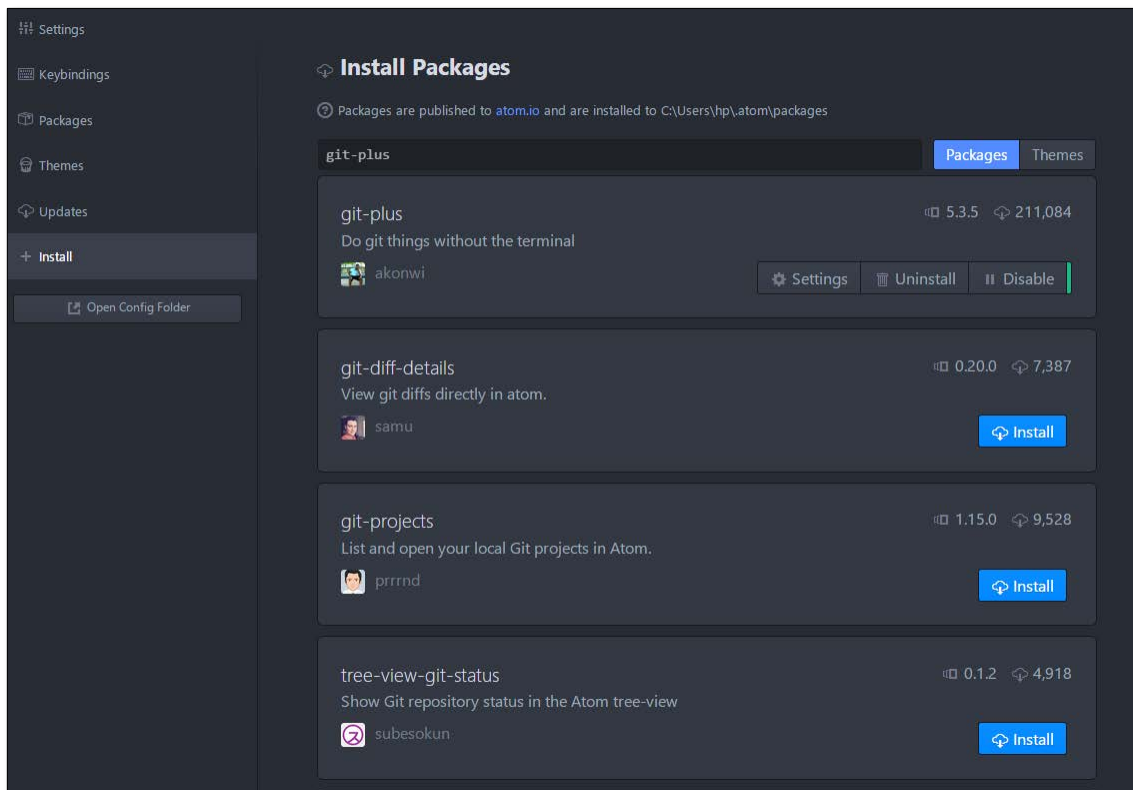 Settings
Keybindings
Packages
Themes
Updates
Install
Open Config Folder
Install Packages
Packages are published to atom.io and are installed to C:\Users\hp\.atom\packages
git-plus
Packages Themes
git-plus 5.3.5 211,084
Do git things without the terminal
akonwi
Settings Uninstall Disable
git-diff-details 0.20.0 7,387
View git diffs directly in atom.
samu
Install
git-projects 1.15.0 9,528
List and open your local Git projects in Atom.
prrrnd
Install
tree-view-git-status 0.1.2 4,918
Show Git repository status in the Atom tree-view
subesokun
Install